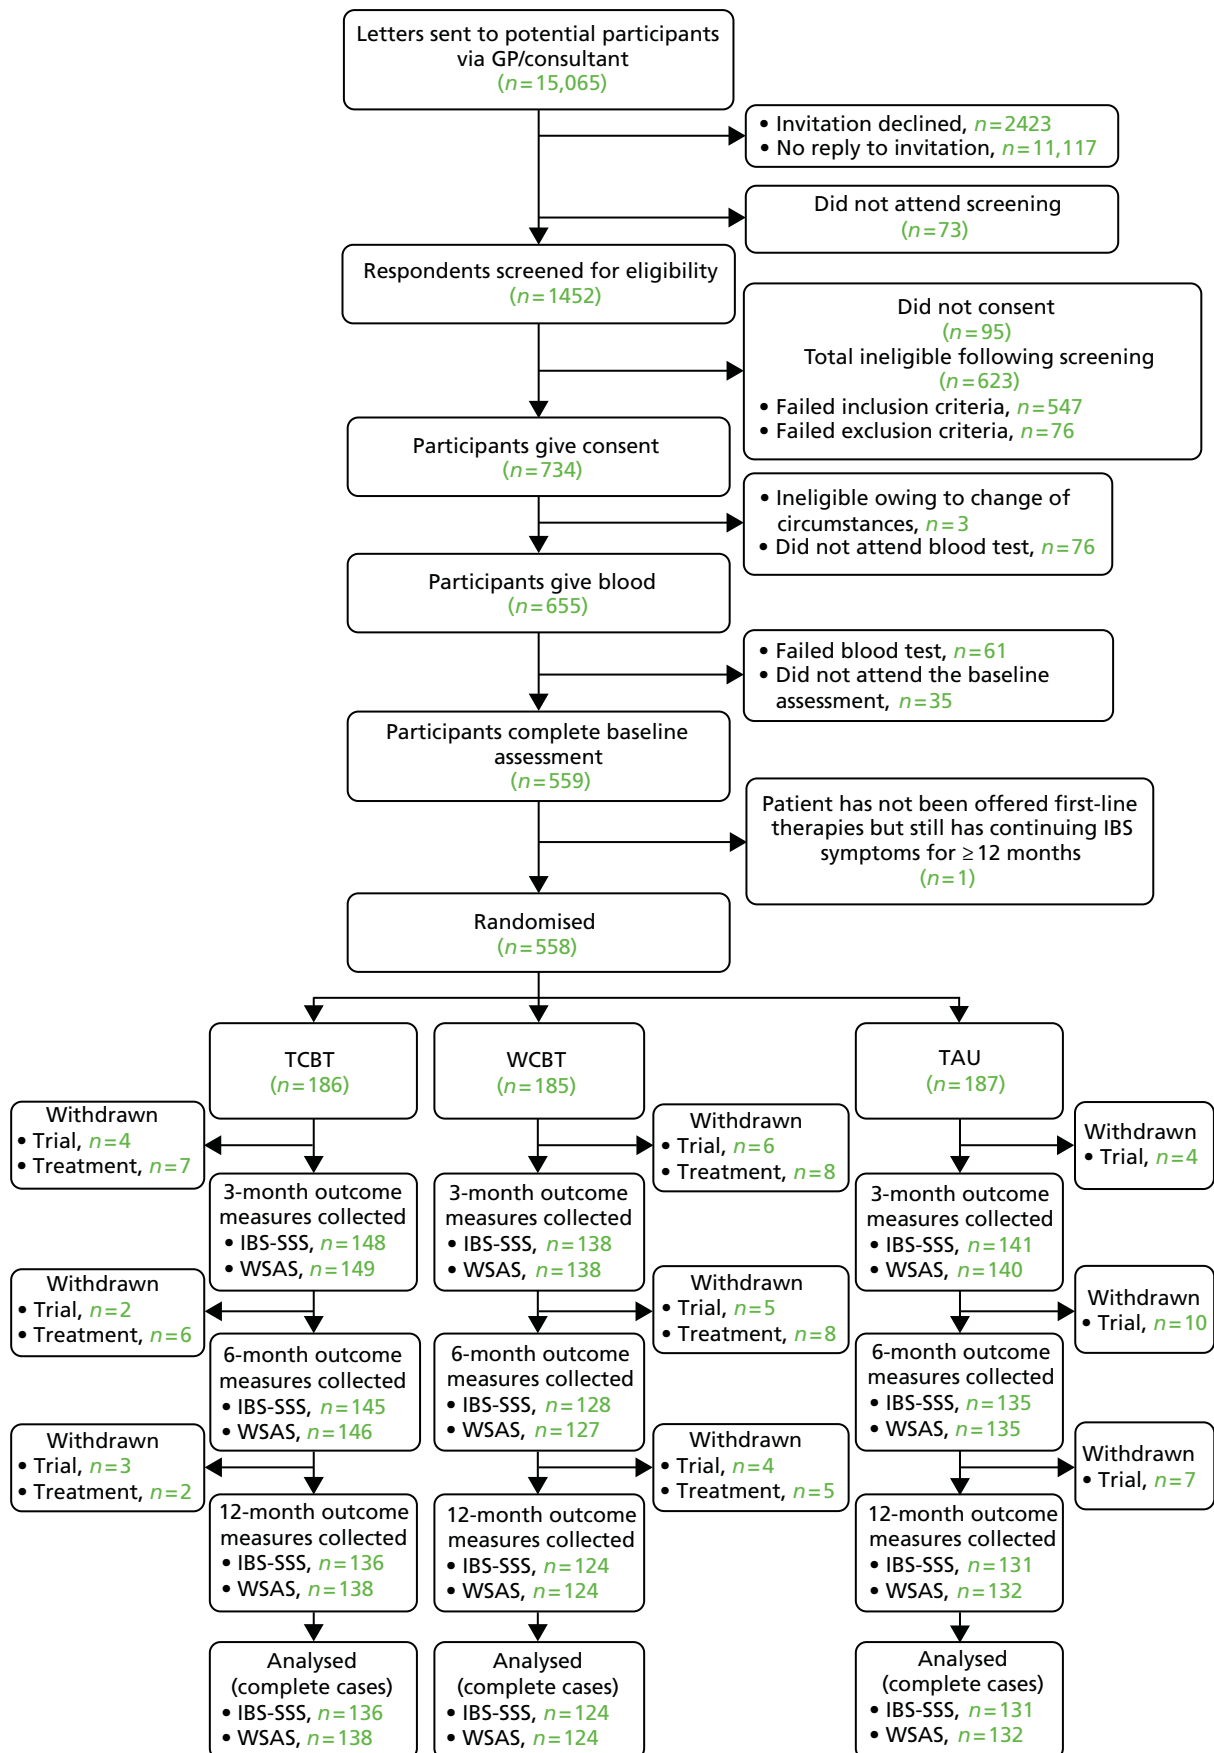 Letters sent to potential participants
via GP/consultant
(n=15,065)
• Invitation declined, n=2423
• No reply to invitation, n=11,117
Did not attend screening
(n=73)
Respondents screened for eligibility
(n=1452)
Did not consent
(n=95)
Total ineligible following screening
(n=623)
• Failed inclusion criteria, n=547
• Failed exclusion criteria, n=76
Participants give consent
(n=734)
• Ineligible owing to change of
circumstances, n=3
• Did not attend blood test, n=76
Participants give blood
(n=655)
• Failed blood test, n=61
• Did not attend the baseline
assessment, n=35
Participants complete baseline
assessment
(n=559)
Patient has not been offered first-line
therapies but still has continuing IBS
symptoms for ≥12 months
(n=1)
Randomised
(n=558)
TCBT
(n=186)
WCBT
(n=185)
TAU
(n=187)
Withdrawn
• Trial, n=4
• Treatment, n=7
Withdrawn
• Trial, n=6
• Treatment, n=8
Withdrawn
• Trial, n=4
3-month outcome
measures collected
• IBS-SSS, n=148
• WSAS, n=149
3-month outcome
measures collected
• IBS-SSS, n=138
• WSAS, n=138
3-month outcome
measures collected
• IBS-SSS, n=141
• WSAS, n=140
Withdrawn
• Trial, n=2
• Treatment, n=6
Withdrawn
• Trial, n=5
• Treatment, n=8
Withdrawn
• Trial, n=10
6-month outcome
measures collected
• IBS-SSS, n=145
• WSAS, n=146
6-month outcome
measures collected
• IBS-SSS, n=128
• WSAS, n=127
6-month outcome
measures collected
• IBS-SSS, n=135
• WSAS, n=135
Withdrawn
• Trial, n=3
• Treatment, n=2
Withdrawn
• Trial, n=4
• Treatment, n=5
Withdrawn
• Trial, n=7
12-month outcome
measures collected
• IBS-SSS, n=136
• WSAS, n=138
12-month outcome
measures collected
• IBS-SSS, n=124
• WSAS, n=124
12-month outcome
measures collected
• IBS-SSS, n=131
• WSAS, n=132
Analysed
(complete cases)
• IBS-SSS, n=136
• WSAS, n=138
Analysed
(complete cases)
• IBS-SSS, n=124
• WSAS, n=124
Analysed
(complete cases)
• IBS-SSS, n=131
• WSAS, n=132